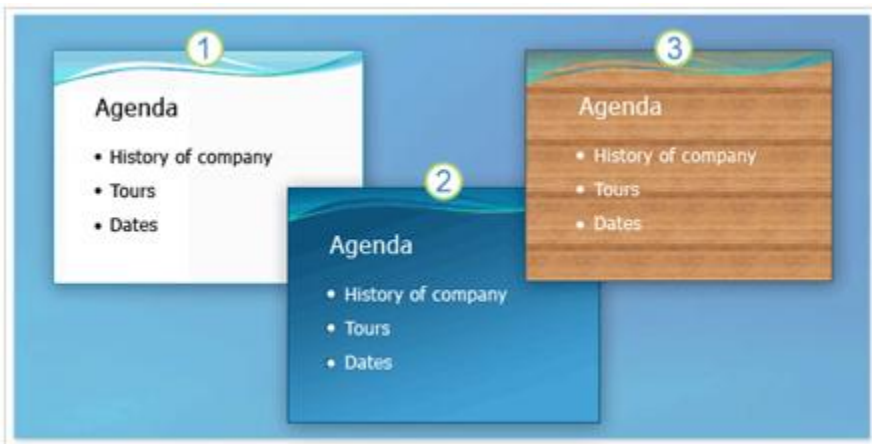 1
Agenda
• History of company
• Tours
• Dates
2
Agenda
• History of company
• Tours
• Dates
3
Agenda
• History of company
• Tours
• Dates